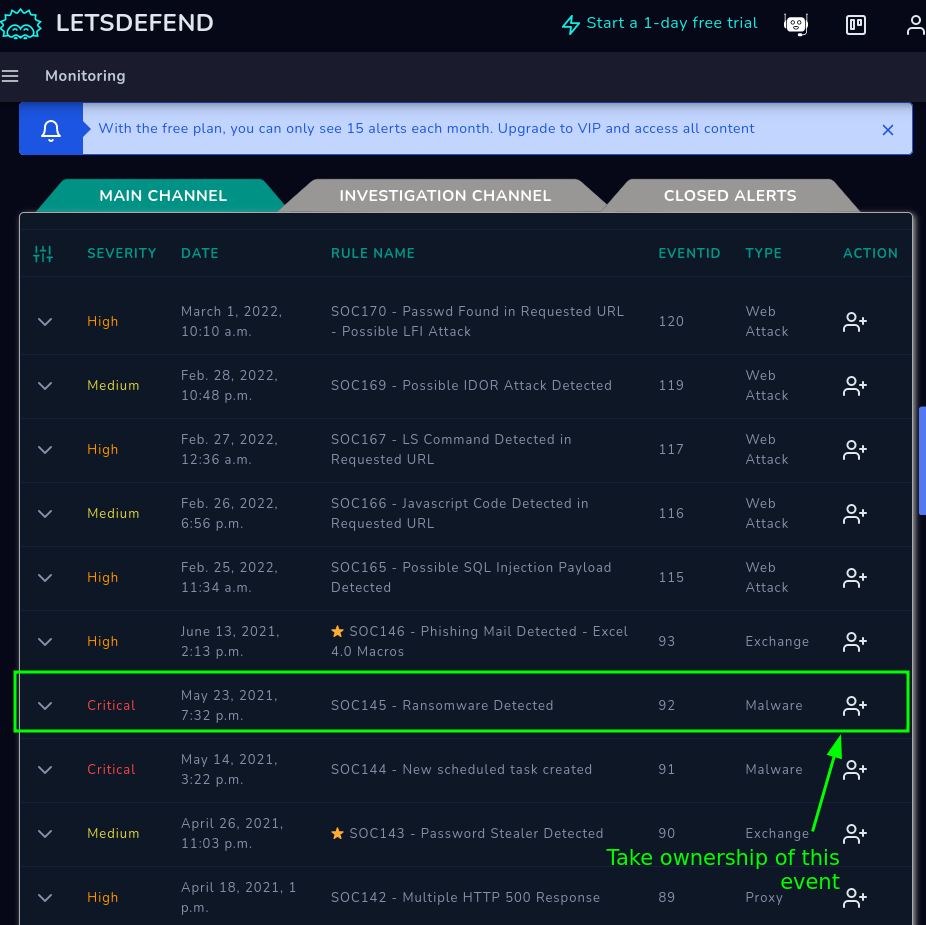 LETSDEFEND
Start a 1-day free trial
Monitoring
With the free plan, you can only see 15 alerts each month. Upgrade to VIP and access all content
MAIN CHANNEL INVESTIGATION CHANNEL CLOSED ALERTS
SEVERITY DATE RULE NAME EVENTID TYPE ACTION
High March 1, 2022, 10:10 a.m. SOC170 - Passwd Found in Requested URL - Possible LFI Attack 120 Web Attack
Medium Feb. 28, 2022, 10:48 p.m. SOC169 - Possible IDOR Attack Detected 119 Web Attack
High Feb. 27, 2022, 12:36 a.m. SOC167 - LS Command Detected in Requested URL 117 Web Attack
Medium Feb. 26, 2022, 6:56 p.m. SOC166 - Javascript Code Detected in Requested URL 116 Web Attack
High Feb. 25, 2022, 11:34 a.m. SOC165 - Possible SQL Injection Payload Detected 115 Web Attack
High June 13, 2021, 2:13 p.m. SOC146 - Phishing Mail Detected - Excel 4.0 Macros 93 Exchange
Critical May 23, 2021, 7:32 p.m. SOC145 - Ransomware Detected 92 Malware
Critical May 14, 2021, 3:22 p.m. SOC144 - New scheduled task created 91 Malware
Medium April 26, 2021, 11:03 p.m. SOC143 - Password Stealer Detected 90 Exchange
Take ownership of this
event
High April 18, 2021, 1 p.m. SOC142 - Multiple HTTP 500 Response 89 Proxy